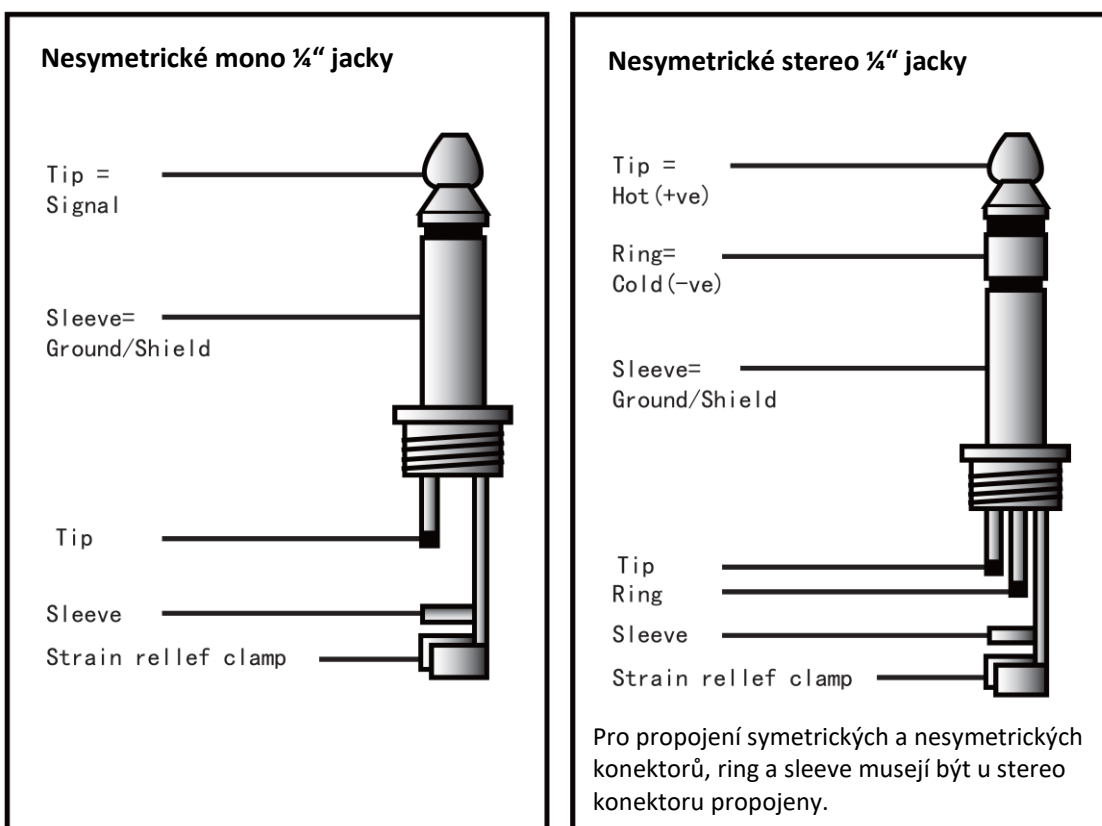 Nesymetrické mono ¼“ jacky
Tip =
Signal
Sleeve=
Ground/Shield
Tip
Sleeve
Strain rellef clamp
Nesymetrické stereo ¼“ jacky
Tip =
Hot(+ve)
Ring=
Cold(-ve)
Sleeve=
Ground/Shield
Tip
Ring
Sleeve
Strain rellef clamp
Pro propojení symetrických a nesymetrických
konektorů, ring a sleeve musejí být u stereo
konektoru propojeny.